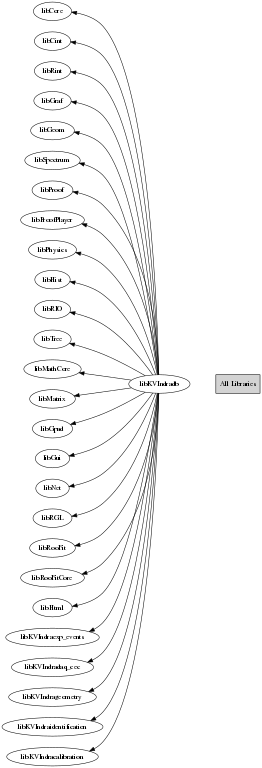 libCore
libCint
libRint
libGraf
libGeom
libSpectrum
libProof
libProofPlayer
libPhysics
libHist
libRIO
libTree
libMathCore
libKVIndradb
All Libraries
libMatrix
libGpad
libGui
libNet
libRGL
libRooFit
libRooFitCore
libHtml
libKVIndraexp_events
libKVIndradaq_cec
libKVIndrageometry
libKVIndraidentification
libKVIndracalibration